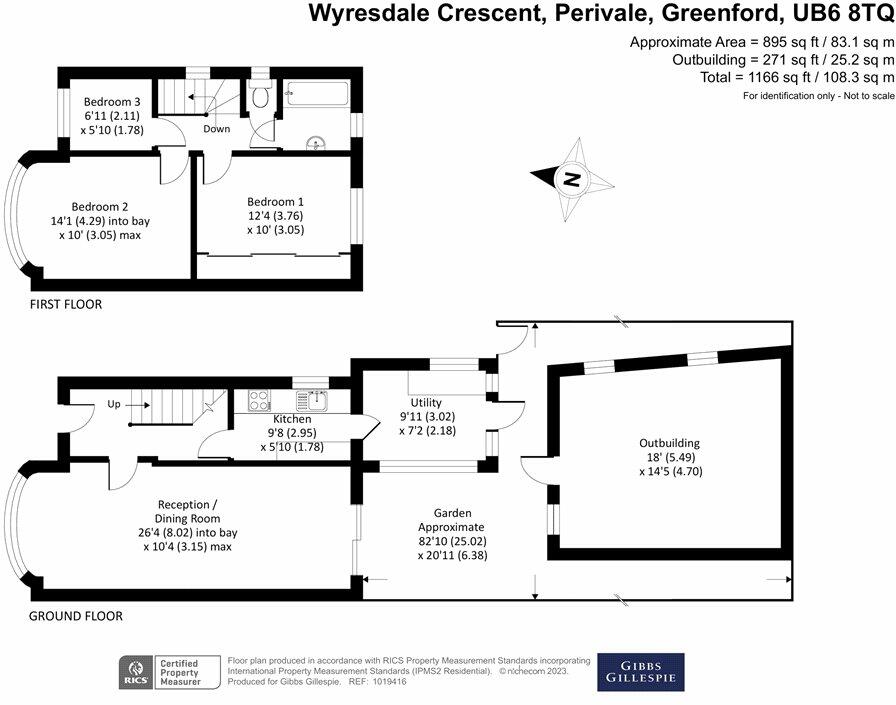 Wyresdale Crescent, Perivale, Greenford, UB6 8TQ
Approximate Area = 895 sq ft / 83.1 sq m
Outbuilding = 271 sq ft / 25.2 sq m
Total = 1166 sq ft / 108.3 sq m
For identification only - Not to scale
Bedroom 3
6'11 (2.11)
x 5'10 (1.78)
Down
Bedroom 2
14'1 (4.29) into bay
x 10' (3.05) max
Bedroom 1
12'4 (3.76)
x 10' (3.05)
N
FIRST FLOOR
Up
Kitchen
9'8 (2.95)
x 5'10 (1.78)
Utility
9'11 (3.02)
x 7'2 (2.18)
Outbuilding
18' (5.49)
x 14'5 (4.70)
Reception /
Dining Room
26'4 (8.02) into bay
x 10'4 (3.15) max
Garden
Approximate
82'10 (25.02)
x 20'11 (6.38)
GROUND FLOOR
RICS
Certified
Property
Measurer
Floor plan produced in accordance with RICS Property Measurement Standards incorporating
International Property Measurement Standards (IPMS2 Residential). © nichecom 2023.
Produced for Gibbs Gillespie. REF: 1019416
GIBBS
GILLESPIE